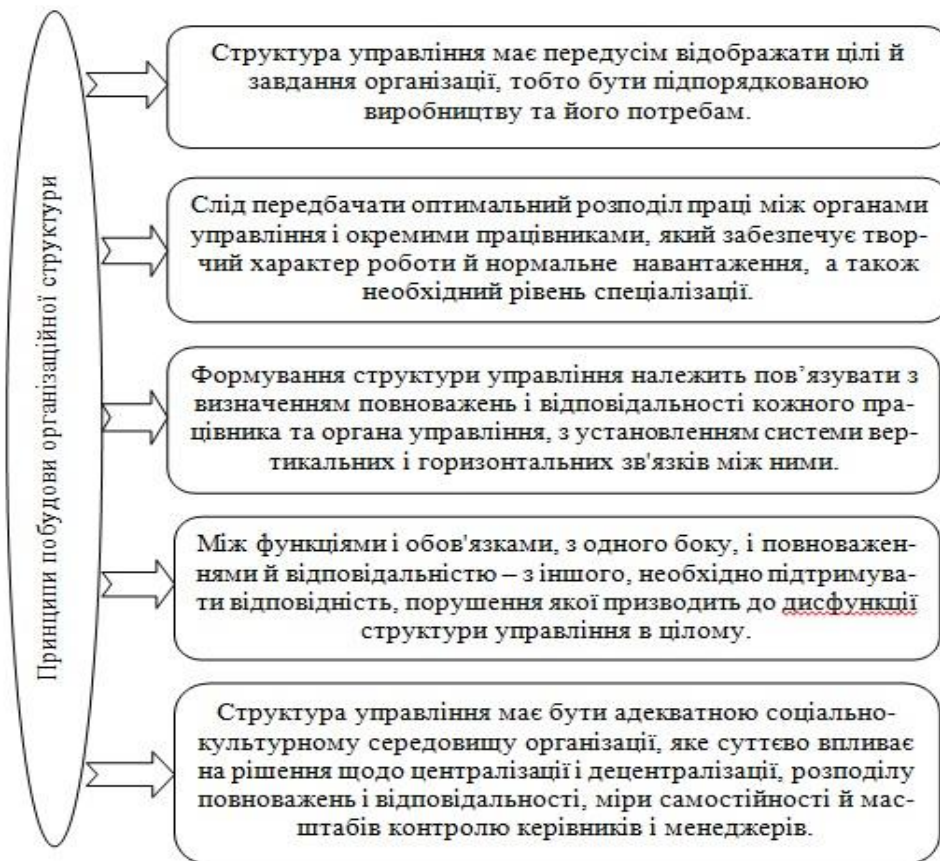 Принципи побудови організаційної структури
Структура управління має передусім відображати цілі й
завдання організації, тобто бути підпорядкованою
виробництву та його потребам.
Слід передбачати оптимальний розподіл праці між органами
управління і окремими працівниками, який забезпечує твор-
чий характер роботи й нормальне навантаження, а також
необхідний рівень спеціалізації.
Формування структури управління належить пов’язувати з
визначенням повноважень і відповідальності кожного пра-
цівника та органа управління, з установленням системи вер-
тикальних і горизонтальних зв'язків між ними.
Між функціями і обов'язками, з одного боку, і повноважен-
нями й відповідальністю – з іншого, необхідно підтримува-
ти відповідність, порушення якої призводить до дисфункції
структури управління в цілому.
Структура управління має бути адекватною соціально-
культурному середовищу організації, яке суттєво впливає
на рішення щодо централізації і децентралізації, розподілу
повноважень і відповідальності, міри самостійності й мас-
штабів контролю керівників і менеджерів.